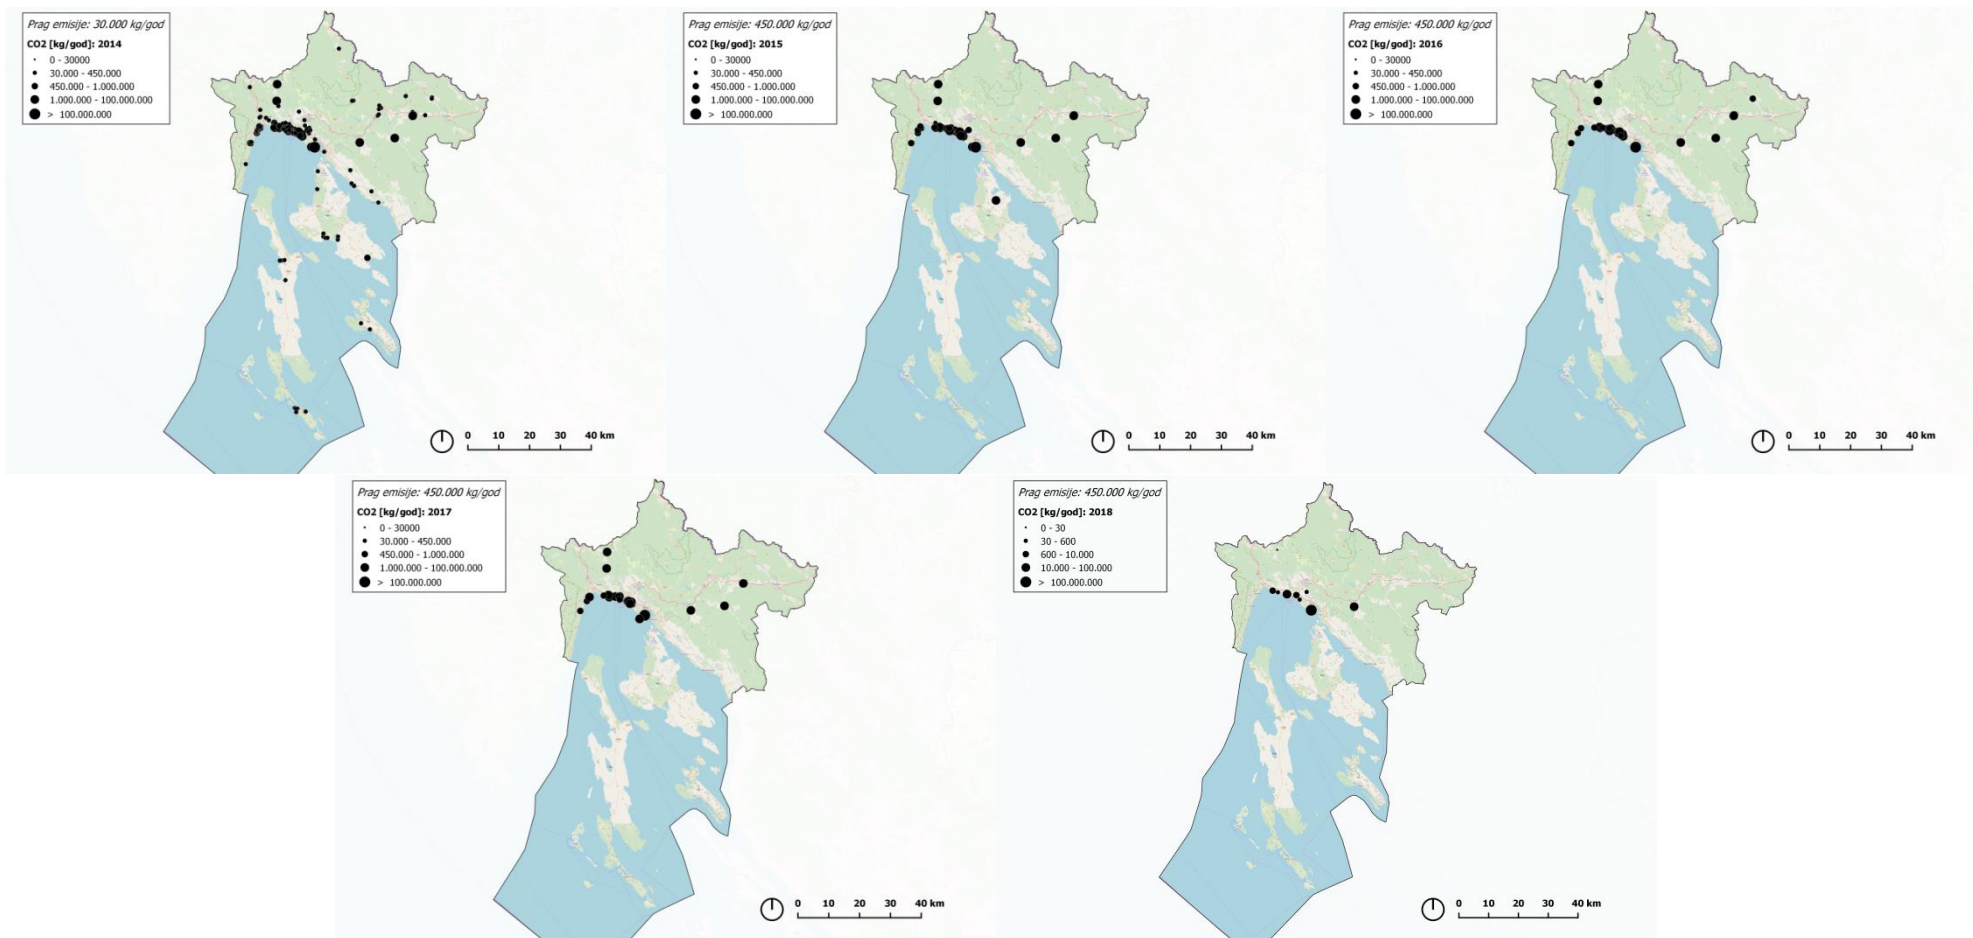 Prag emisije: 30.000 kg/god
CO2 [kg/god]: 2014
0 - 30000
30.000 - 450.000
450.000 - 1.000.000
1.000.000 - 100.000.000
> 100.000.000
0 10 20 30 40 km
Prag emisije: 450.000 kg/god
CO2 [kg/god]: 2015
0 - 30000
30.000 - 450.000
450.000 - 1.000.000
1.000.000 - 100.000.000
> 100.000.000
0 10 20 30 40 km
Prag emisije: 450.000 kg/god
CO2 [kg/god]: 2016
0 - 30000
30.000 - 450.000
450.000 - 1.000.000
1.000.000 - 100.000.000
> 100.000.000
0 10 20 30 40 km
Prag emisije: 450.000 kg/god
CO2 [kg/god]: 2017
0 - 30000
30.000 - 450.000
450.000 - 1.000.000
1.000.000 - 100.000.000
> 100.000.000
0 10 20 30 40 km
Prag emisije: 450.000 kg/god
CO2 [kg/god]: 2018
0 - 30
30 - 600
600 - 10.000
10.000 - 100.000
> 100.000.000
0 10 20 30 40 km